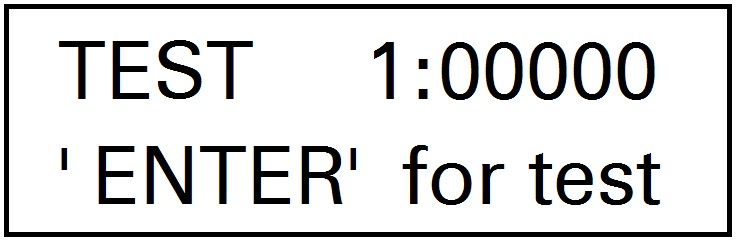 TEST 1:00000
' ENTER' for test